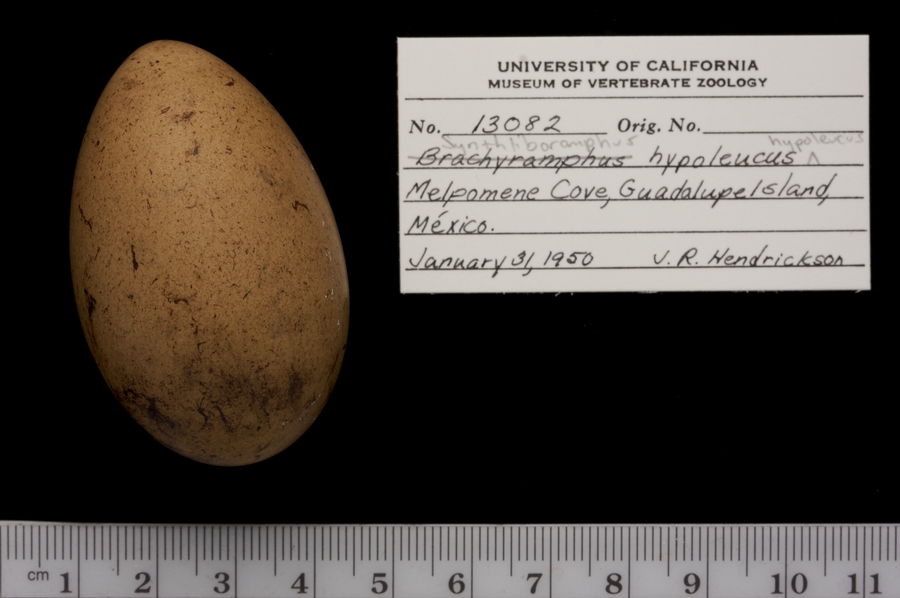 UNIVERSITY OF CALIFORNIA
MUSEUM OF VERTEBRATE ZOOLOGY
No. 13082 Orig. No.
Synthliboramphus hypoleucus
Brachyramphus hypoleucus
Melpomene Cove, Guadalupe Island,
México.
January 31, 1950 J. R. Hendrickson
cm 1 2 3 4 5 6 7 8 9 10 11